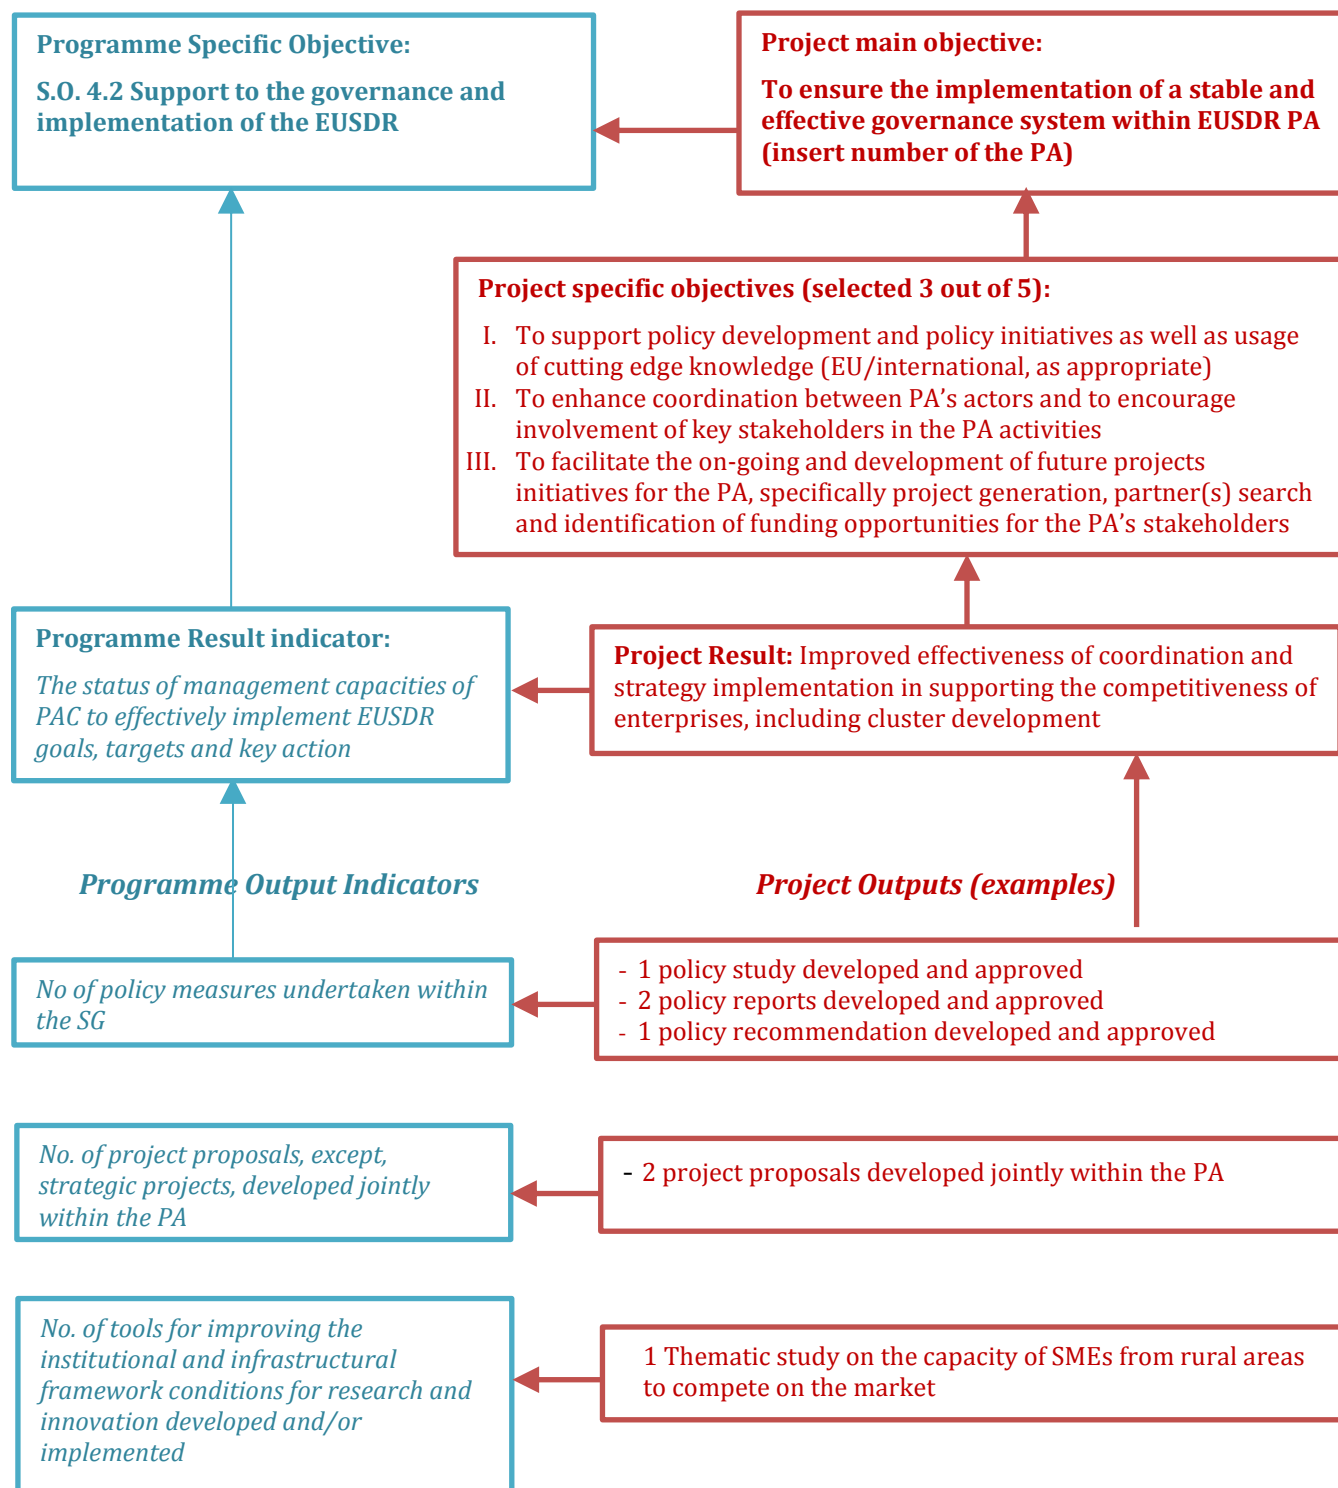 Programme Specific Objective:
S.O. 4.2 Support to the governance and
implementation of the EUSDR
Project main objective:
To ensure the implementation of a stable and
effective governance system within EUSDR PA
(insert number of the PA)
Project specific objectives (selected 3 out of 5):
I. To support policy development and policy initiatives as well as usage
of cutting edge knowledge (EU/international, as appropriate)
II. To enhance coordination between PA’s actors and to encourage
involvement of key stakeholders in the PA activities
III. To facilitate the on-going and development of future projects
initiatives for the PA, specifically project generation, partner(s) search
and identification of funding opportunities for the PA’s stakeholders
Programme Result indicator:
The status of management capacities of
PAC to effectively implement EUSDR
goals, targets and key action
Project Result: Improved effectiveness of coordination and
strategy implementation in supporting the competitiveness of
enterprises, including cluster development
Programme Output Indicators
Project Outputs (examples)
No of policy measures undertaken within
the SG
- 1 policy study developed and approved
- 2 policy reports developed and approved
- 1 policy recommendation developed and approved
No. of project proposals, except,
strategic projects, developed jointly
within the PA
- 2 project proposals developed jointly within the PA
No. of tools for improving the
institutional and infrastructural
framework conditions for research and
innovation developed and/or
implemented
1 Thematic study on the capacity of SMEs from rural areas
to compete on the market